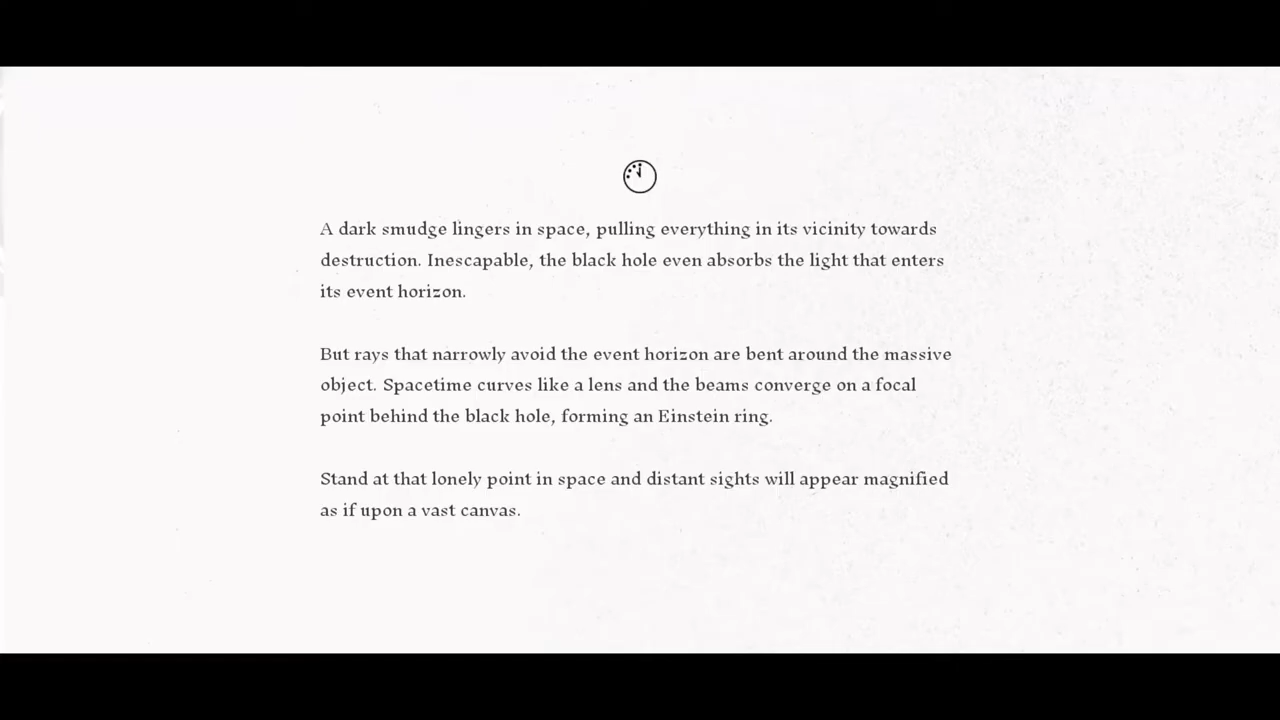 A dark smudge lingers in space, pulling everything in its vicinity towards
destruction. Inescapable, the black hole even absorbs the light that enters
its event horizon.
But rays that narrowly avoid the event horizon are bent around the massive
object. Spacetime curves like a lens and the beams converge on a focal
point behind the black hole, forming an Einstein ring.
Stand at that lonely point in space and distant sights will appear magnified
as if upon a vast canvas.